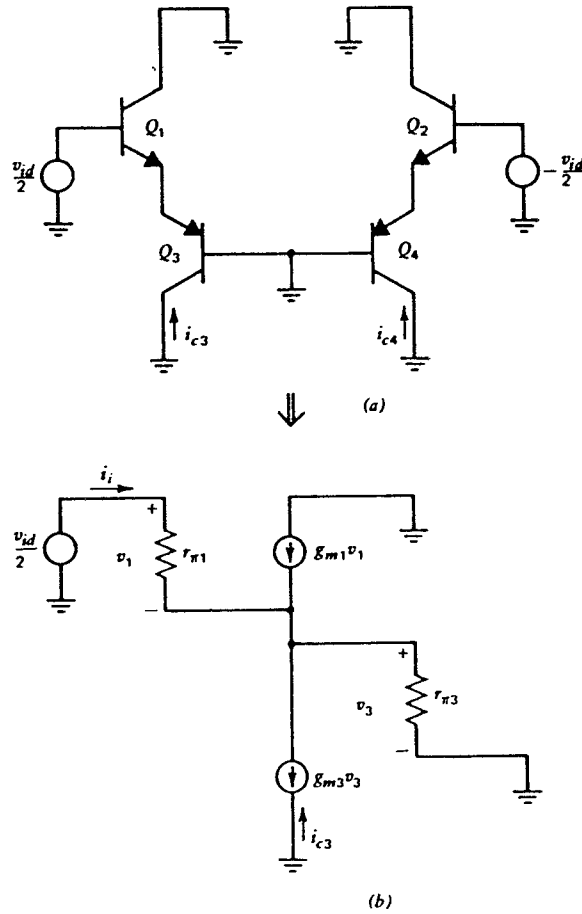 Q1
Q2
vid/2
−vid/2
Q3
Q4
ic3
ic4
(a)
ii
+
vid/2
v1
rπ1
gm1v1
−
+
v3
rπ3
−
gm3v3
ic3
(b)